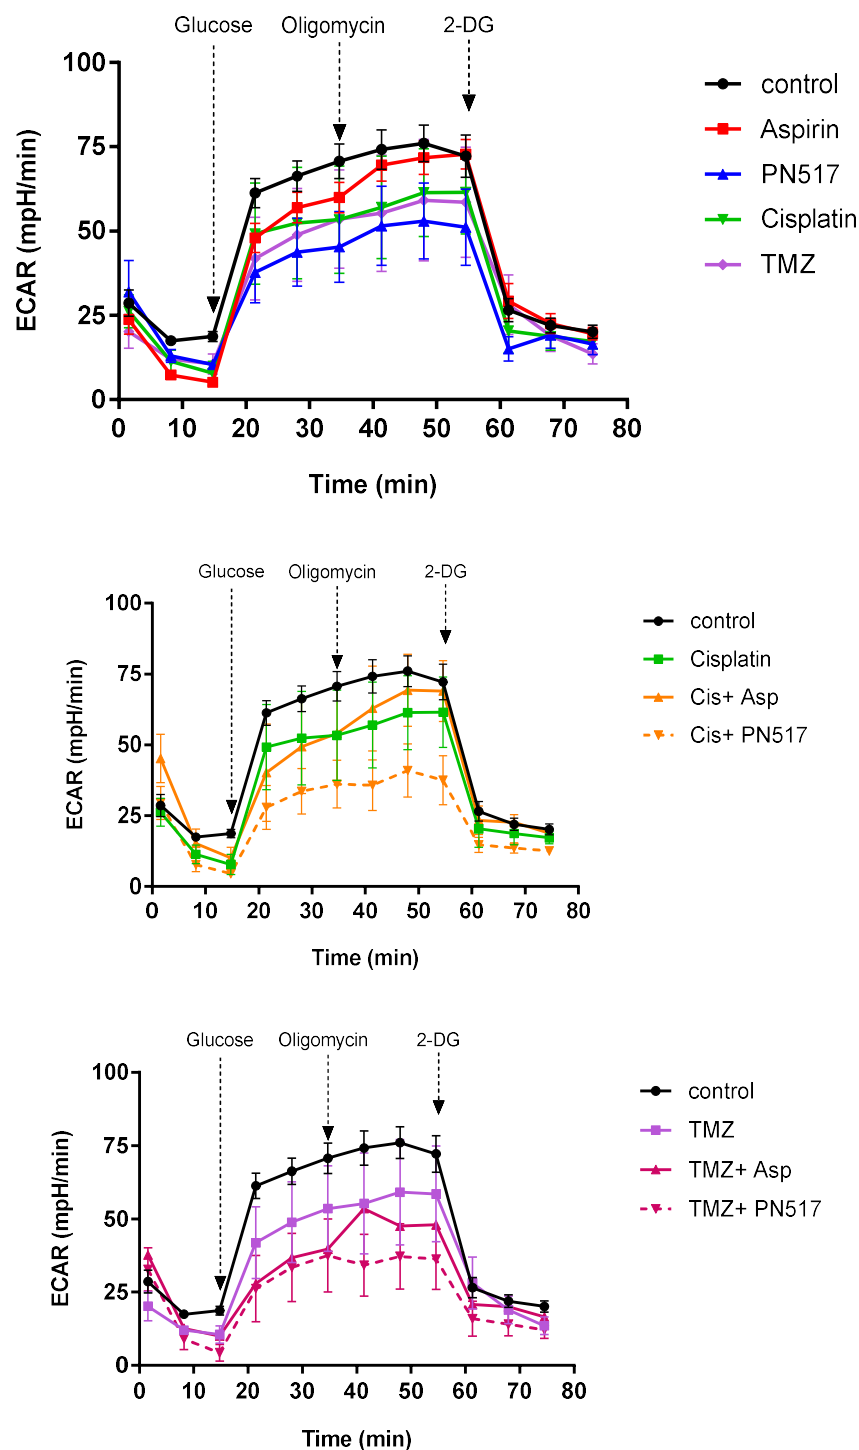 Glucose Oligomycin 2-DG
100
75
50
25
0
0 10 20 30 40 50 60 70 80
ECAR (mpH/min)
Time (min)
control
Aspirin
PN517
Cisplatin
TMZ
Glucose Oligomycin 2-DG
100
75
50
25
0
0 10 20 30 40 50 60 70 80
ECAR (mpH/min)
Time (min)
control
Cisplatin
Cis+ Asp
Cis+ PN517
Glucose Oligomycin 2-DG
100
75
50
25
0
0 10 20 30 40 50 60 70 80
ECAR (mpH/min)
Time (min)
control
TMZ
TMZ+ Asp
TMZ+ PN517